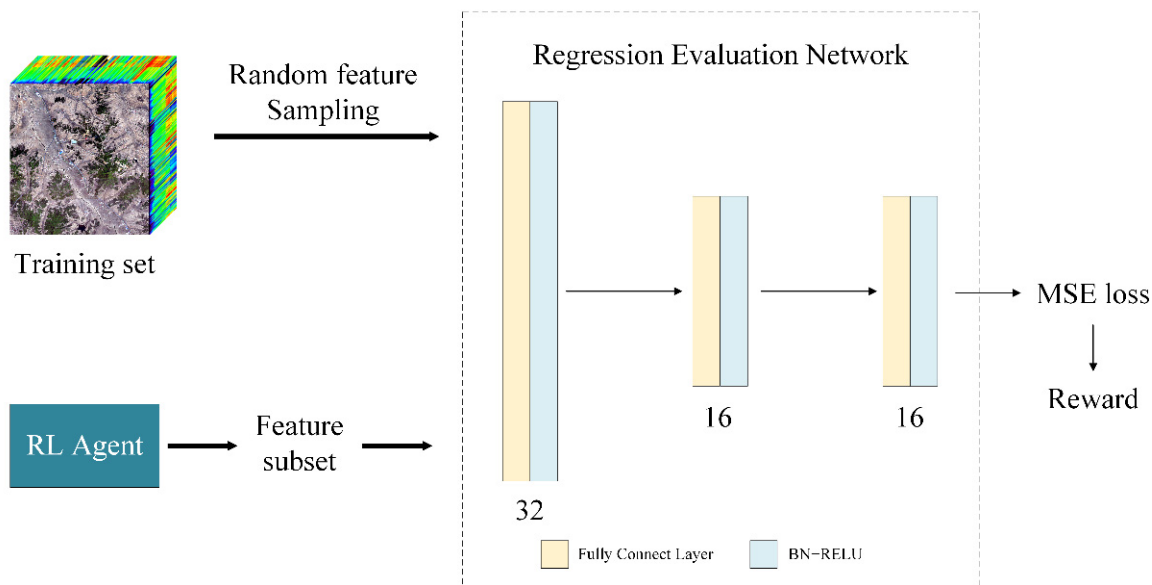 Regression Evaluation Network
Random feature
Sampling
Training set
MSE loss
Reward
RL Agent
Feature
subset
32
16
16
Fully Connect Layer
BN-RELU